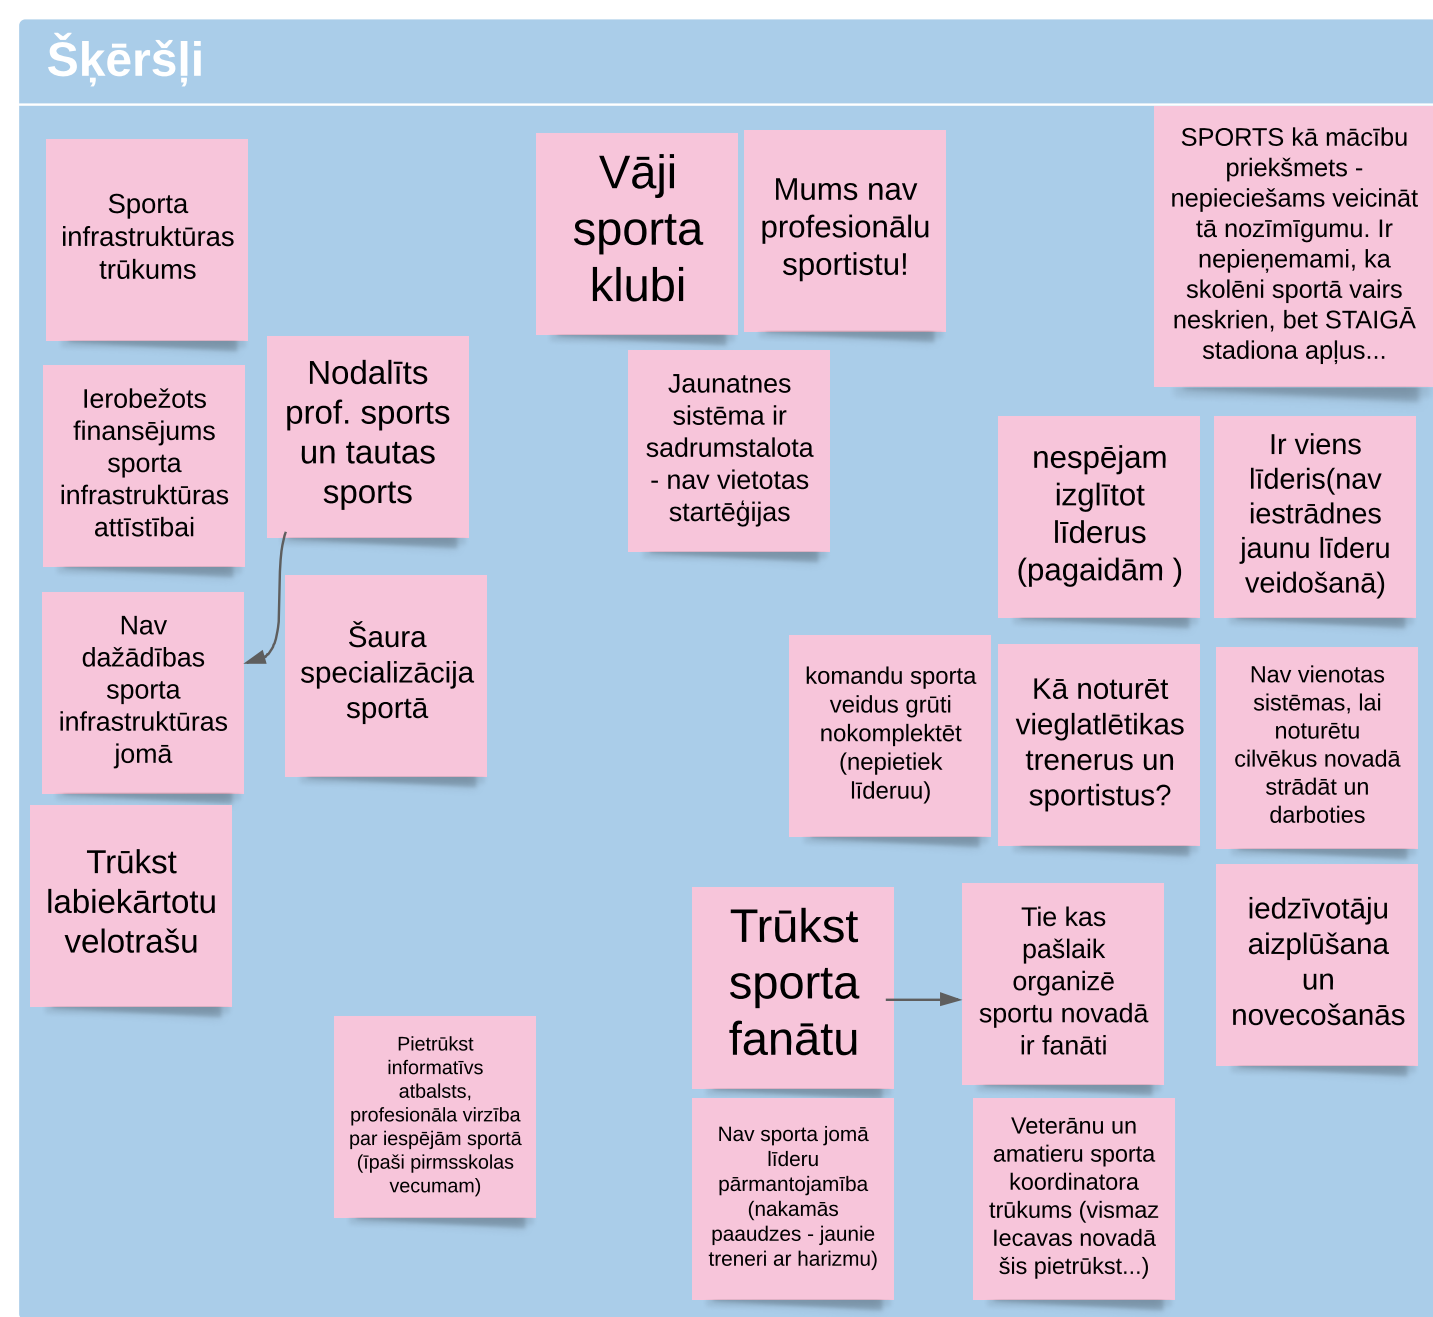 Šķēršļi
Sporta
infrastruktūras
trūkums
Ierobežots
finansējums
sporta
infrastruktūras
attīstībai
Nodalīts
prof. sports
un tautas
sports
Nav
dažādības
sporta
infrastruktūras
jomā
Šaura
specializācija
sportā
Trūkst
labiekārtotu
velotrašu
Vāji
sporta
klubi
Mums nav
profesionālu
sportistu!
Jaunatnes
sistēma ir
sadrumstalota
- nav vietotas
startēģijas
SPORTS kā mācību
priekšmets -
nepieciešams veicināt
tā nozīmīgumu. Ir
nepieņemami, ka
skolēni sportā vairs
neskrien, bet STAIGĀ
stadiona apļus...
nespējam
izglītot
līderus
(pagaidām )
Ir viens
līderis(nav
iestrādnes
jaunu līderu
veidošanā)
komandu sporta
veidus grūti
nokomplektēt
(nepietiek
līderuu)
Kā noturēt
vieglatlētikas
trenerus un
sportistus?
Nav vienotas
sistēmas, lai
noturētu
cilvēkus novadā
strādāt un
darboties
Trūkst
sporta
fanātu
Tie kas
pašlaik
organizē
sportu novadā
ir fanāti
iedzīvotāju
aizplūšana
un
novecošanās
Pietrūkst
informatīvs
atbalsts,
profesionāla virzība
par iespējām sportā
(īpaši pirmsskolas
vecumam)
Nav sporta jomā
līderu
pārmantojamība
(nakamās
paaudzes - jaunie
treneri ar harizmu)
Veterānu un
amatieru sporta
koordinatora
trūkums (vismaz
Iecavas novadā
šis pietrūkst...)